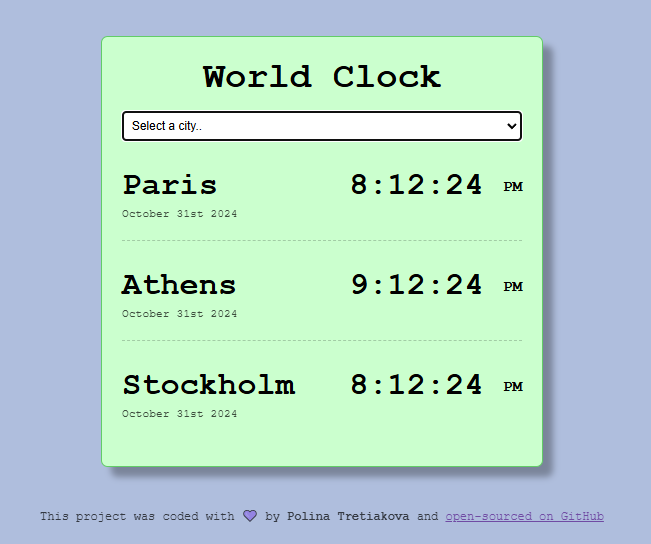 World Clock
Select a city..
Paris 8:12:24 PM
October 31st 2024
Athens 9:12:24 PM
October 31st 2024
Stockholm 8:12:24 PM
October 31st 2024
This project was coded with 💜 by Polina Tretiakova and open-sourced on GitHub